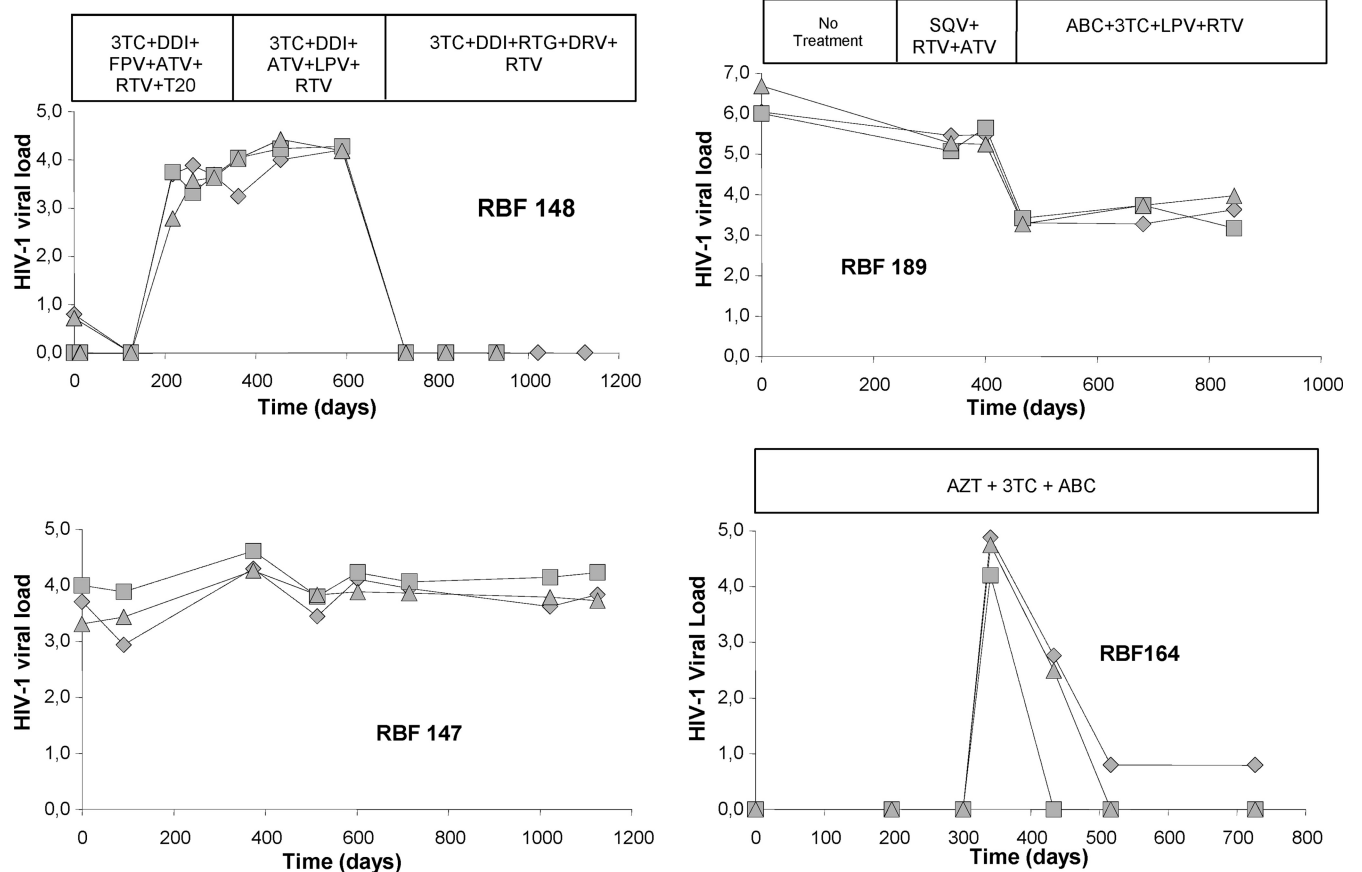 3TC+DDI+
FPV+ATV+
RTV+T20
3TC+DDI+
ATV+LPV+
RTV
3TC+DDI+RTG+DRV+
RTV
HIV-1 viral load
5,0
4,0
3,0
2,0
1,0
0,0
RBF 148
0 200 400 600 800 1000 1200
Time (days)
No
Treatment
SQV+
RTV+ATV
ABC+3TC+LPV+RTV
HIV-1 viral load
7,0
6,0
5,0
4,0
3,0
2,0
1,0
0,0
RBF 189
0 200 400 600 800 1000
Time (days)
HIV-1 viral load
5,0
4,0
3,0
2,0
1,0
0,0
RBF 147
0 200 400 600 800 1000 1200
Time (days)
AZT + 3TC + ABC
HIV-1 Viral Load
5,0
4,0
3,0
2,0
1,0
0,0
RBF164
0 100 200 300 400 500 600 700 800
Time (days)